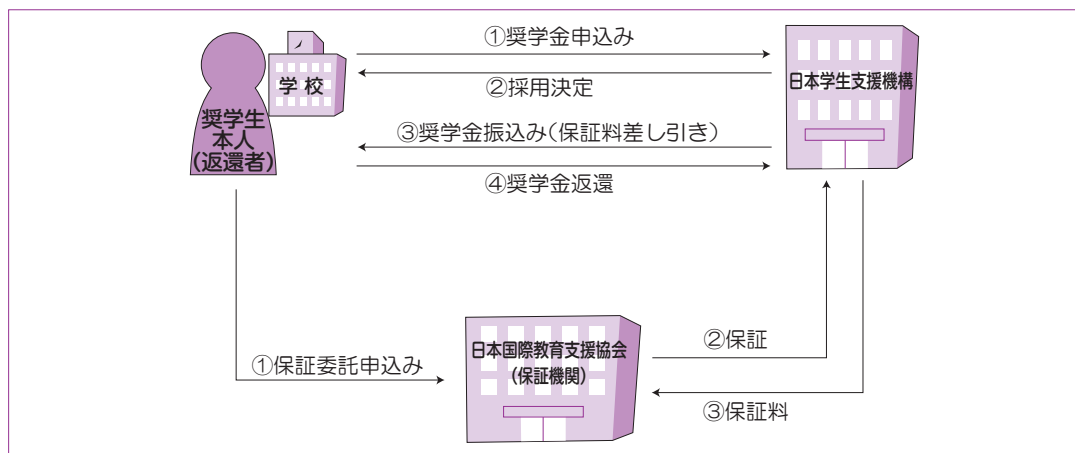 ①奨学金申込み
学校
②採用決定
日本学生支援機構
奨学生
本人
(返還者)
③奨学金振込み(保証料差し引き)
④奨学金返還
日本国際教育支援協会
(保証機関)
①保証委託申込み
②保証
③保証料